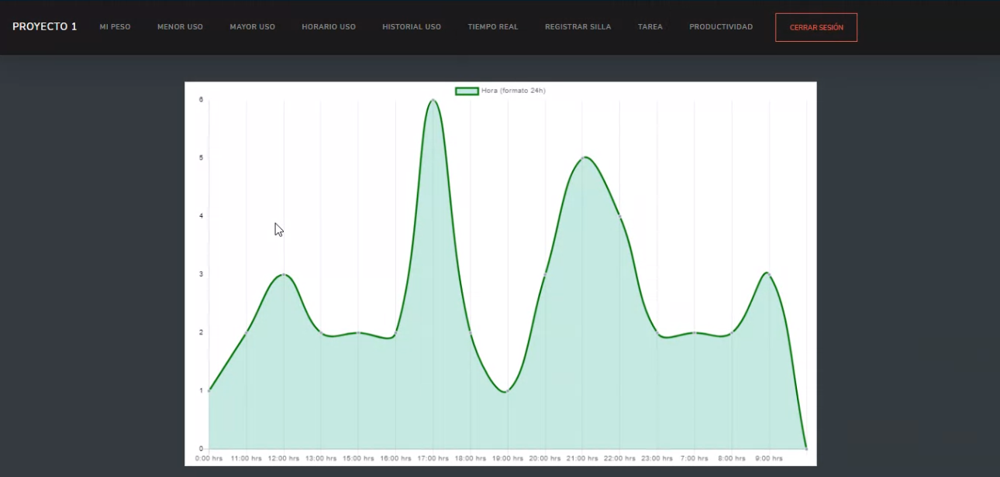 PROYECTO 1 MI PESO MENOR USO MAYOR USO HORARIO USO HISTORIAL USO TIEMPO REAL REGISTRAR SILLA TAREA PRODUCTIVIDAD CERRAR SESIÓN
Hora (formato 24h)
6
5
4
3
2
1
0
0:00 hrs 11:00 hrs 12:00 hrs 13:00 hrs 15:00 hrs 16:00 hrs 17:00 hrs 18:00 hrs 19:00 hrs 20:00 hrs 21:00 hrs 22:00 hrs 23:00 hrs 7:00 hrs 8:00 hrs 9:00 hrs